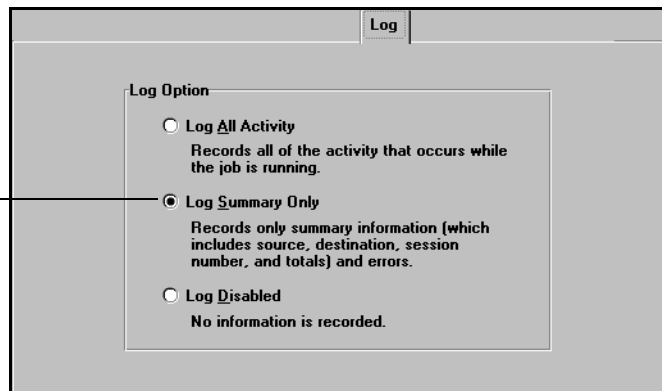 Log
Log Option
Log All Activity
Records all of the activity that occurs while
the job is running.
Log Summary Only
Records only summary information (which
includes source, destination, session
number, and totals) and errors.
Log Disabled
No information is recorded.